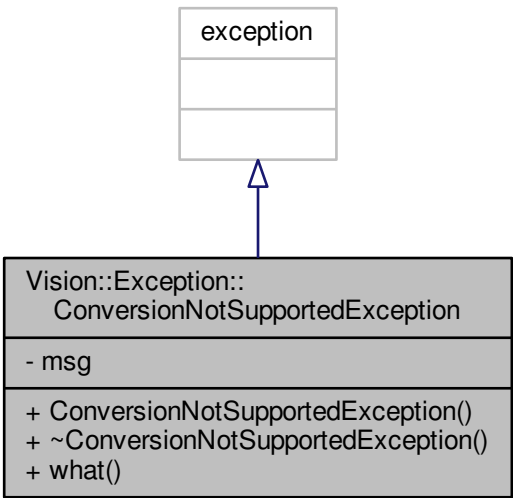 exception
Vision::Exception::
ConversionNotSupportedException
- msg
+ ConversionNotSupportedException()
+ ~ConversionNotSupportedException()
+ what()